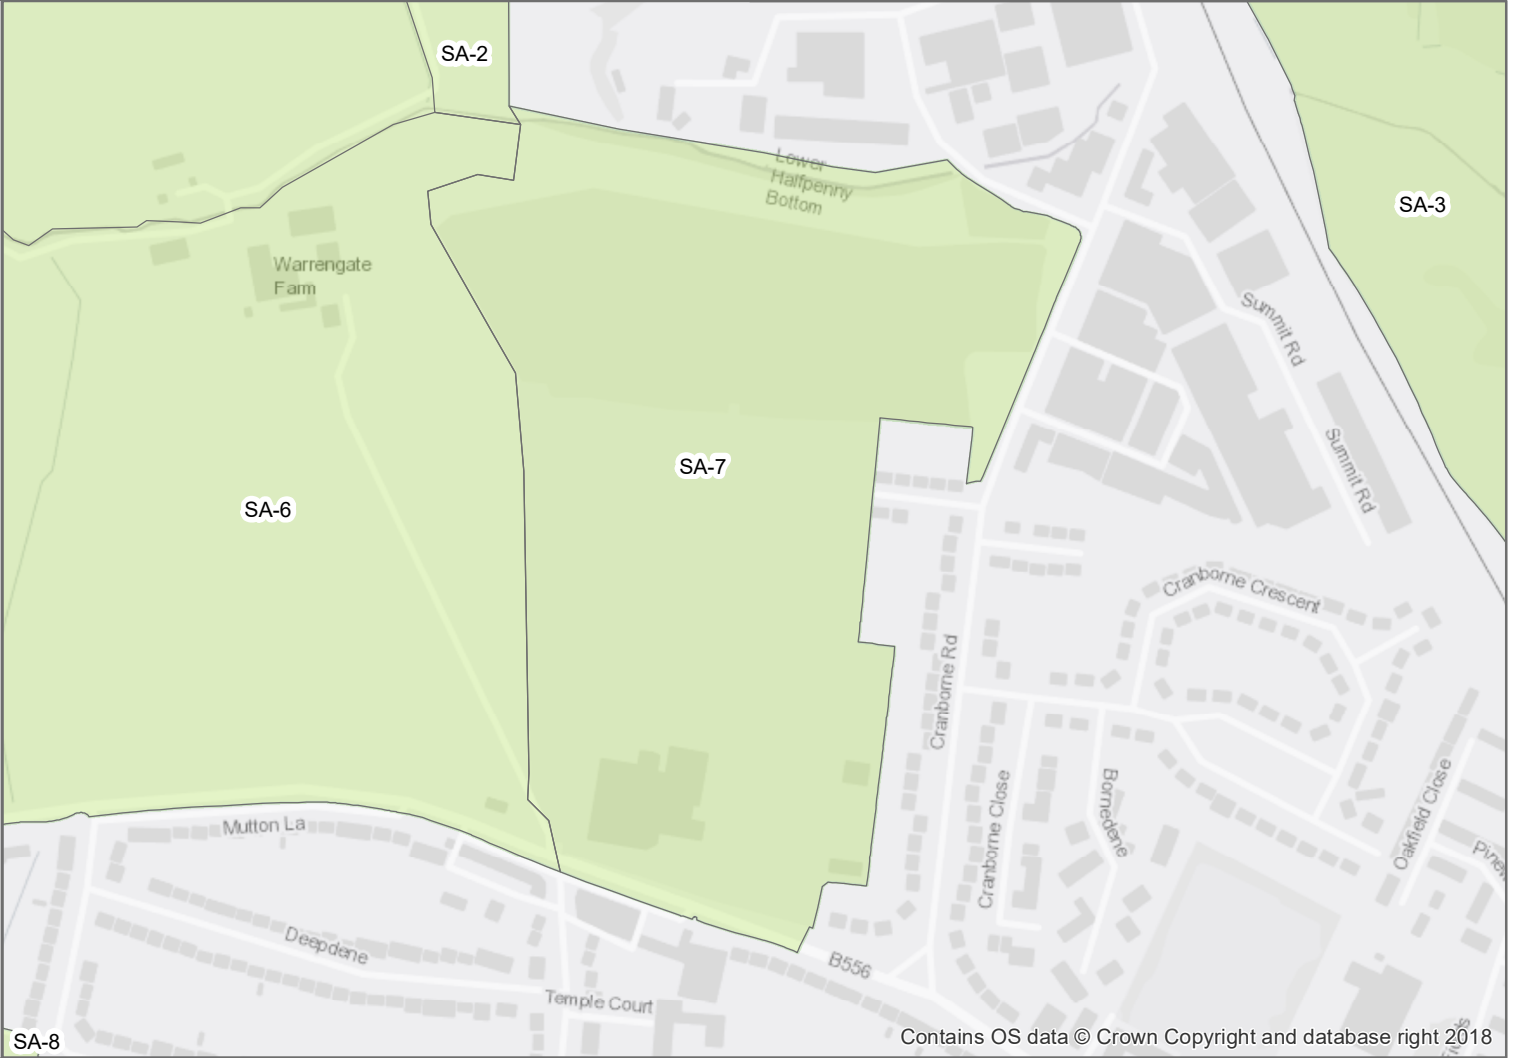 SA-2
Lower
Halfpenny
Bottom
SA-3
Warrengate
Farm
Summit Rd
SA-7
Summit Rd
SA-6
Cranborne Crescent
Cranborne Rd
Cranborne Close
Bornedene
Oakfield Close
Mutton La
Deepdene
B556
Temple Court
SA-8
Contains OS data © Crown Copyright and database right 2018